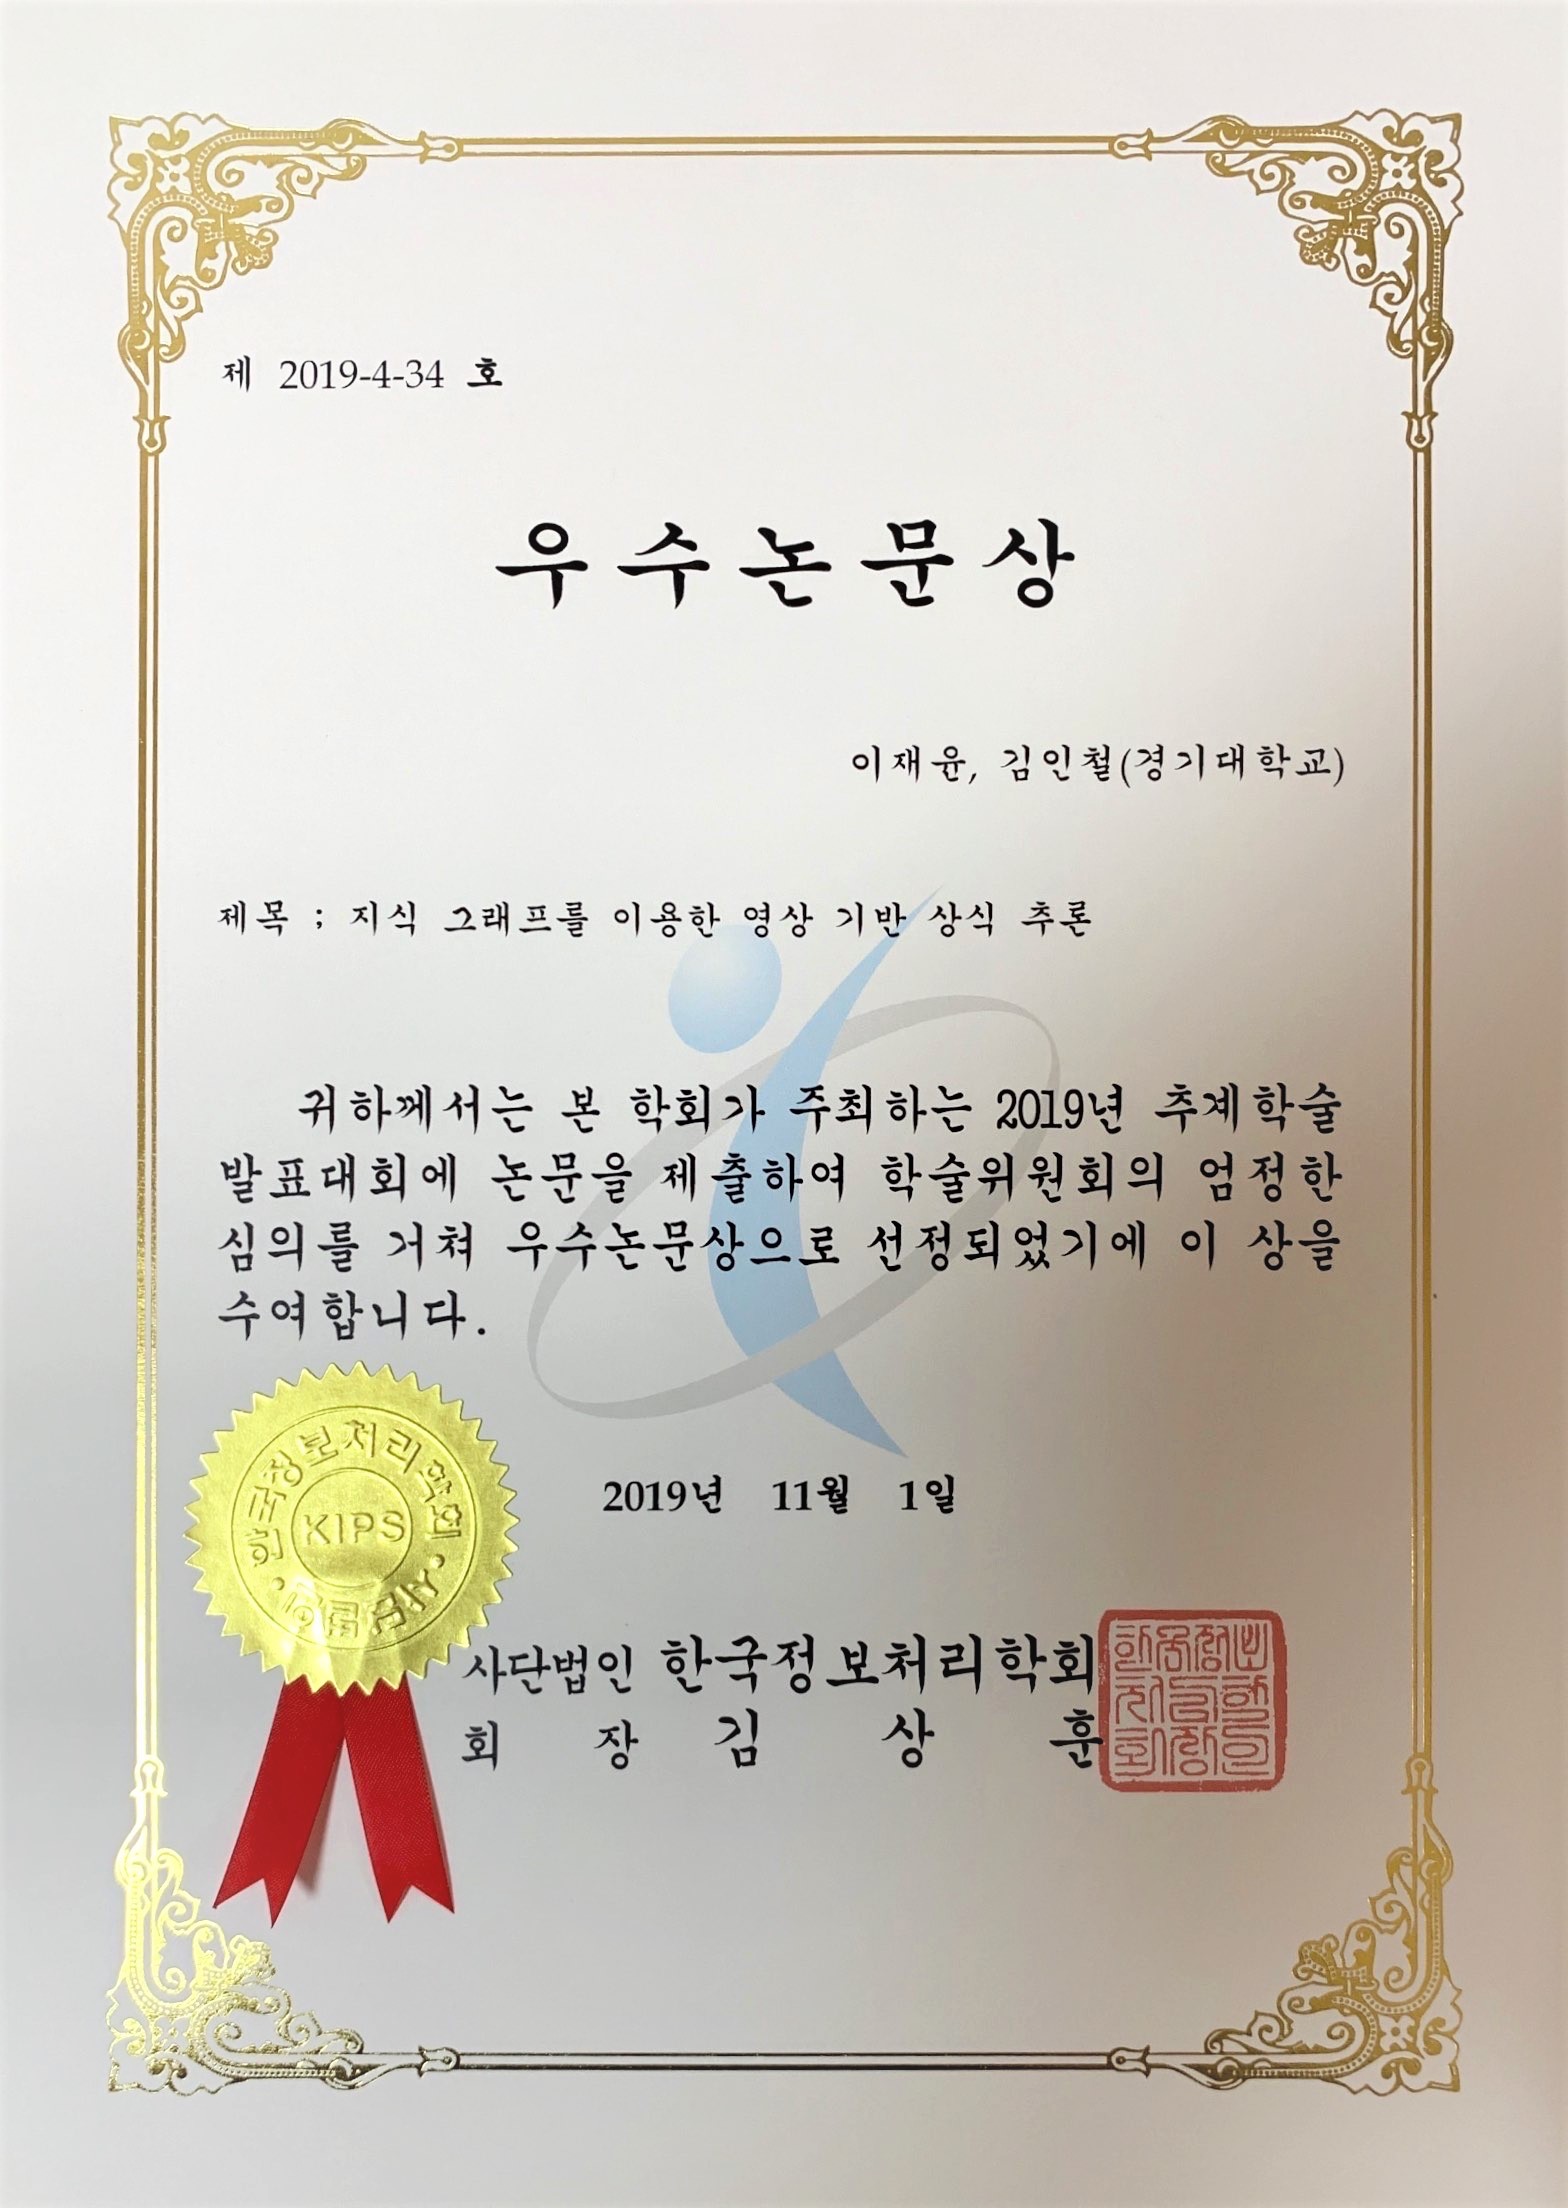 제 2019-4-34 호
우수논문상
이재윤, 김인철(경기대학교)
제목 ; 지식 그래프를 이용한 영상 기반 상식 추론
귀하께서는 본 학회가 주최하는 2019년 추계학술
발표대회에 논문을 제출하여 학술위원회의 엄정한
심의를 거쳐 우수논문상으로 선정되었기에 이 상을
수여합니다.
2019년 11월 1일
한국정보처리학회
KIPS
사단법인 한국정보처리학회
회 장 김 상 훈